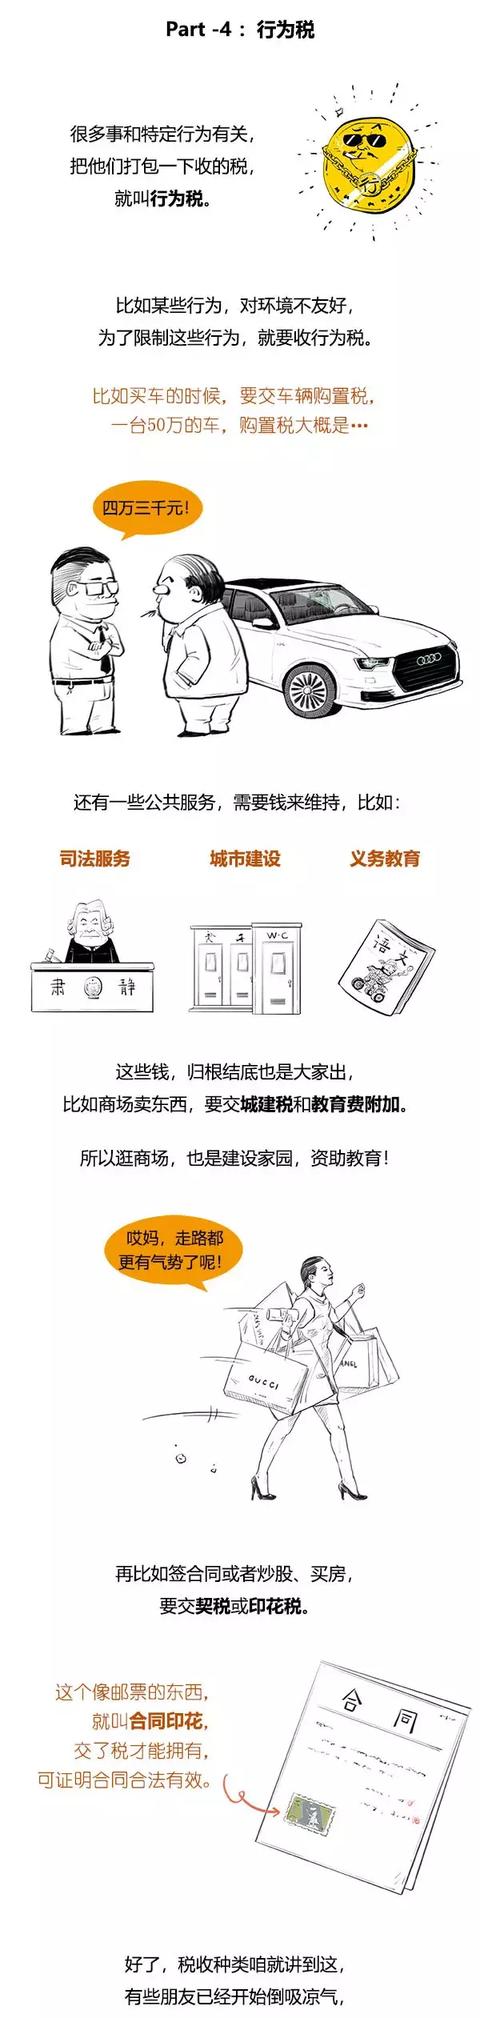 Part -4 ：行为税
很多事和特定行为有关，
把他们打包一下收的税，
就叫行为税。
行
比如某些行为，对环境不友好，
为了限制这些行为，就要收行为税。
比如买车的时候，要交车辆购置税，
一台50万的车，购置税大概是…
四万三千元！
还有一些公共服务，需要钱来维持，比如：
司法服务
城市建设
义务教育
肃 静
W·C
语文
这些钱，归根结底也是大家出，
比如商场卖东西，要交城建税和教育费附加。
所以逛商场，也是建设家园，资助教育！
哎妈，走路都
更有气势了呢！
GUCCI
ANEL
再比如签合同或者炒股、买房，
要交契税或印花税。
这个像邮票的东西，
就叫合同印花，
交了税才能拥有，
可证明合同合法有效。
合同
好了，税收种类咱就讲到这，
有些朋友已经开始倒吸凉气，